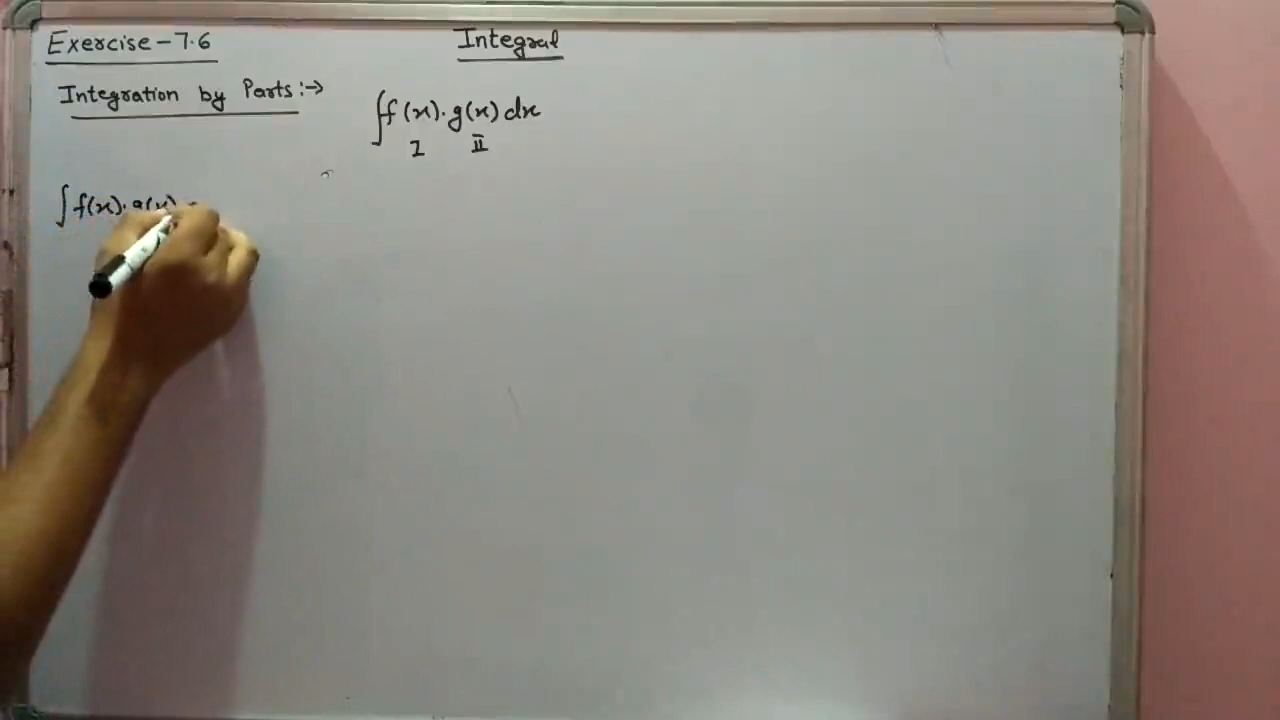 Exercise-7.6
Integral
Integration by Parts:→
∫f(x)·g(x)dx
I II
∫f(x)·g(x)